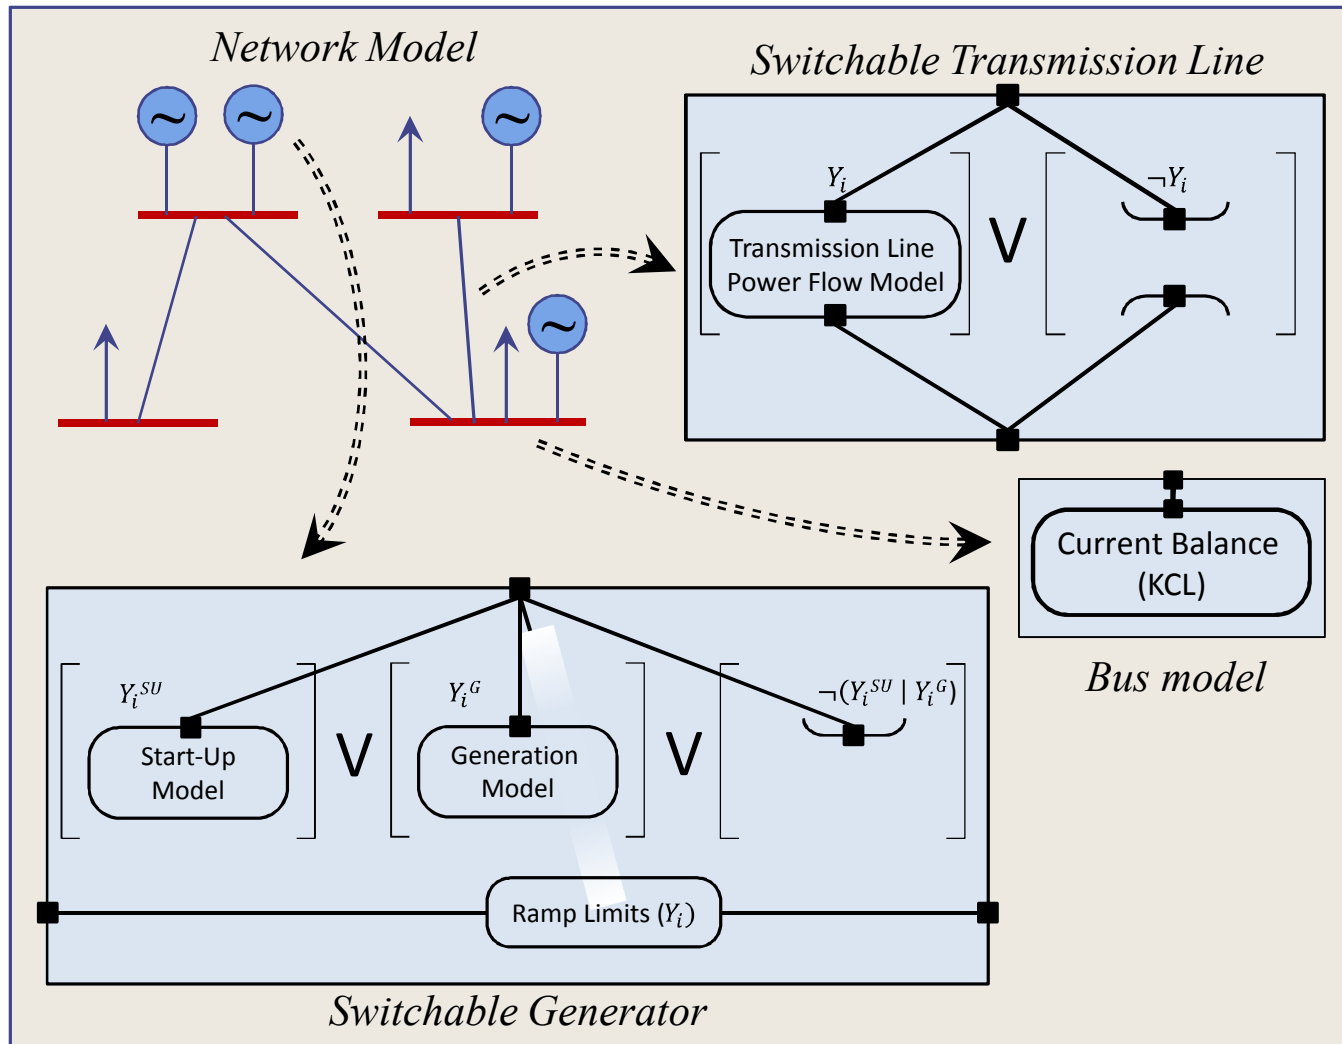 Network Model
Switchable Transmission Line
~
~
~
~
Y_i
¬Y_i
V
Transmission Line
Power Flow Model
Current Balance
(KCL)
Bus model
Y_i^{SU}
Y_i^G
¬(Y_i^{SU} | Y_i^G)
Start-Up
Model
V
Generation
Model
V
Ramp Limits (Y_i)
Switchable Generator